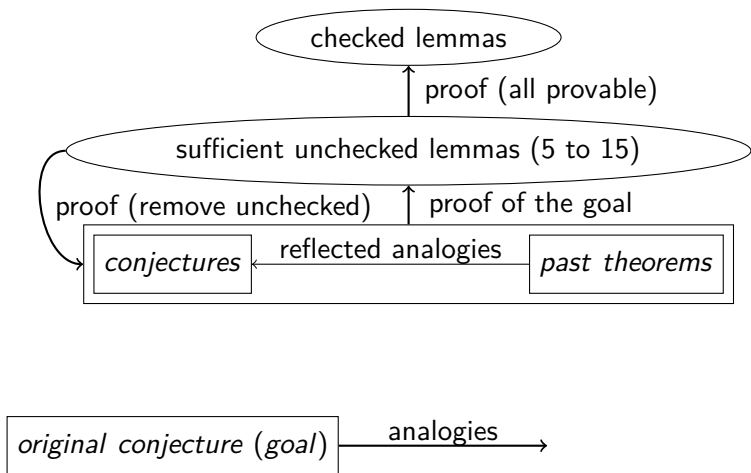 checked lemmas
proof (all provable)
sufficient unchecked lemmas (5 to 15)
proof (remove unchecked)
proof of the goal
conjectures
reflected analogies
past theorems
original conjecture (goal)
analogies